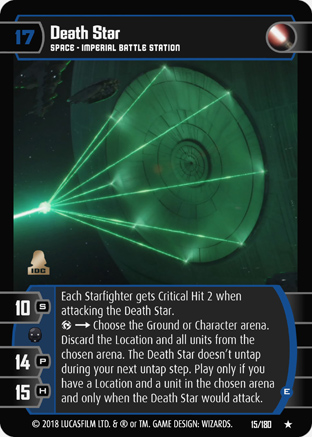 17
Death Star
SPACE - IMPERIAL BATTLE STATION
IDC
10 S
14 P
15 H
Each Starfighter gets Critical Hit 2 when
attacking the Death Star.
→ Choose the Ground or Character arena.
Discard the Location and all units from the
chosen arena. The Death Star doesn't untap
during your next untap step. Play only if you
have a Location and a unit in the chosen arena
and only when the Death Star would attack.
E
© 2018 LUCASFILM LTD. & ® or TM. GAME DESIGN: WIZARDS. 15/180 ★